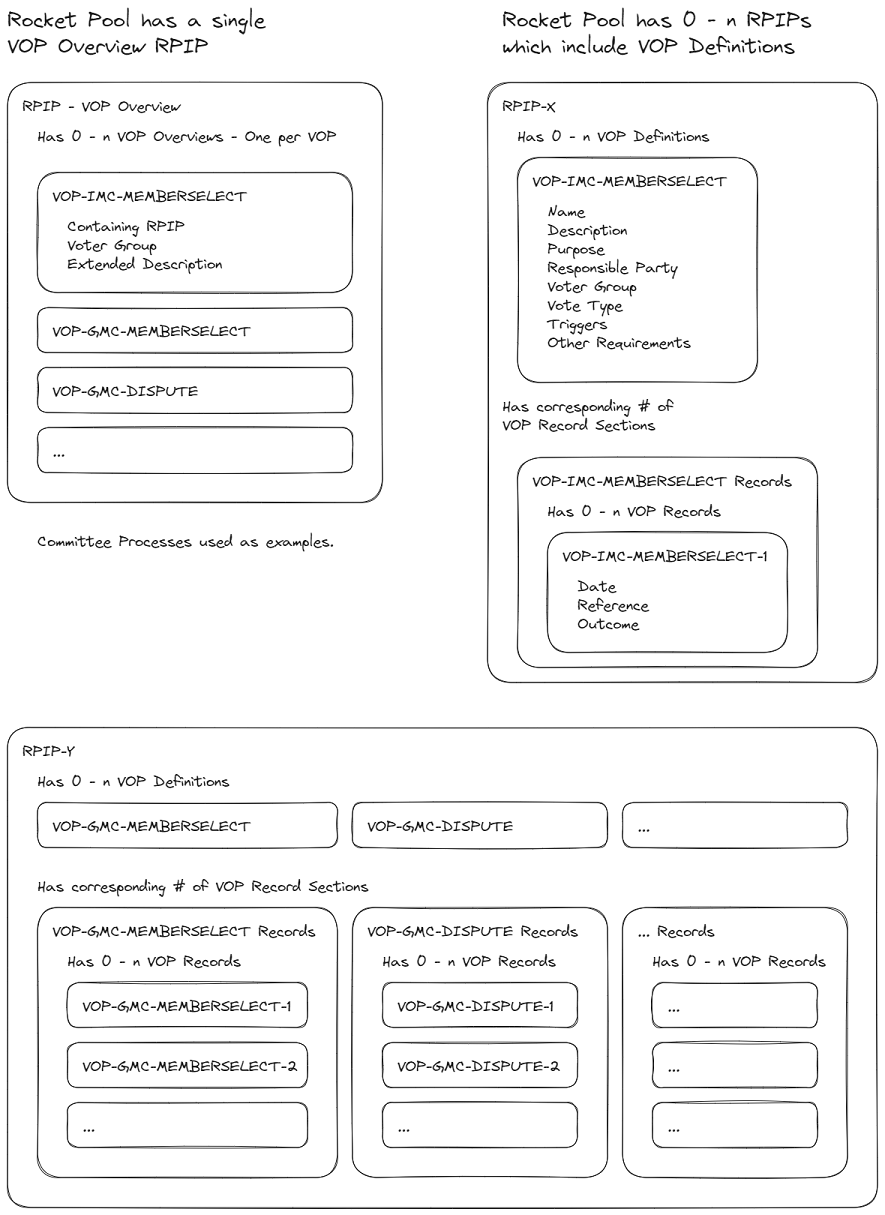 Rocket Pool has a single
VOP Overview RPIP
RPIP - VOP Overview
Has 0 - n VOP Overviews - One per VOP
VOP-IMC-MEMBERSELECT
Containing RPIP
Voter Group
Extended Description
VOP-GMC-MEMBERSELECT
VOP-GMC-DISPUTE
...
Committee Processes used as examples.
Rocket Pool has 0 - n RPIPs
which include VOP Definitions
RPIP-X
Has 0 - n VOP Definitions
VOP-IMC-MEMBERSELECT
Name
Description
Purpose
Responsible Party
Voter Group
Vote Type
Triggers
Other Requirements
Has corresponding # of
VOP Record Sections
VOP-IMC-MEMBERSELECT Records
Has 0 - n VOP Records
VOP-IMC-MEMBERSELECT-1
Date
Reference
Outcome
RPIP-Y
Has 0 - n VOP Definitions
VOP-GMC-MEMBERSELECT
VOP-GMC-DISPUTE
...
Has corresponding # of VOP Record Sections
VOP-GMC-MEMBERSELECT Records
Has 0 - n VOP Records
VOP-GMC-MEMBERSELECT-1
VOP-GMC-MEMBERSELECT-2
...
VOP-GMC-DISPUTE Records
Has 0 - n VOP Records
VOP-GMC-DISPUTE-1
VOP-GMC-DISPUTE-2
...
... Records
Has 0 - n VOP Records
...
...
...